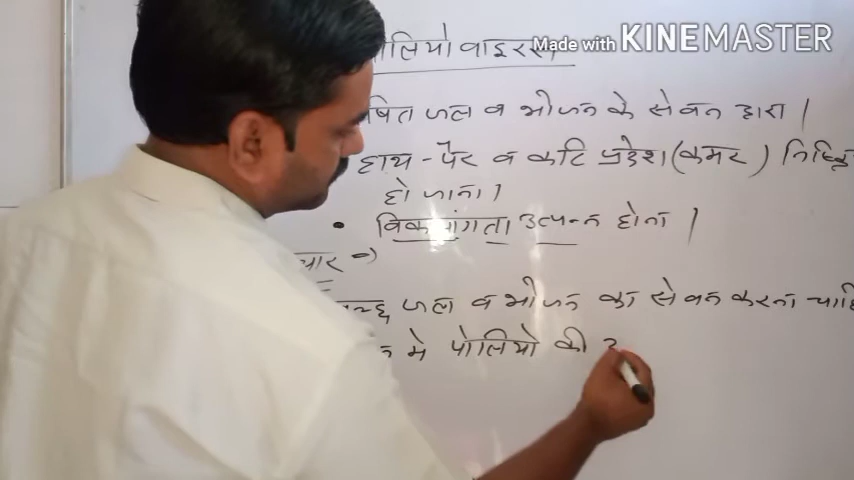 Made with KINEMASTER
पोलियो वाइरस
जल व भोजन के सेवन द्वारा |
हाथ - पैर व कटि प्रदेश (कमर)
हो जाना।
• विकलांगता उत्पन्न होना |
जल व भोजन का सेवन करना
मे पोलियो की